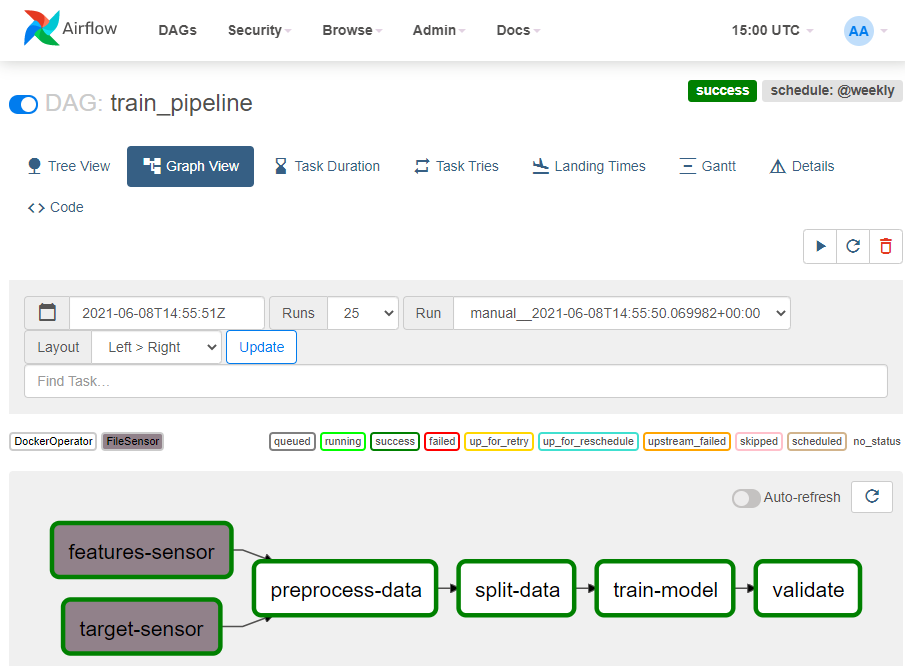 Airflow DAGs Security Browse Admin Docs 15:00 UTC AA
DAG: train_pipeline success schedule: @weekly
Tree View Graph View Task Duration Task Tries Landing Times Gantt Details
<> Code
2021-06-08T14:55:51Z Runs 25 Run manual__2021-06-08T14:55:50.069982+00:00
Layout Left > Right Update
Find Task...
DockerOperator FileSensor queued running success failed up_for_retry up_for_reschedule upstream_failed skipped scheduled no_status
Auto-refresh
features-sensor
preprocess-data split-data train-model validate
target-sensor